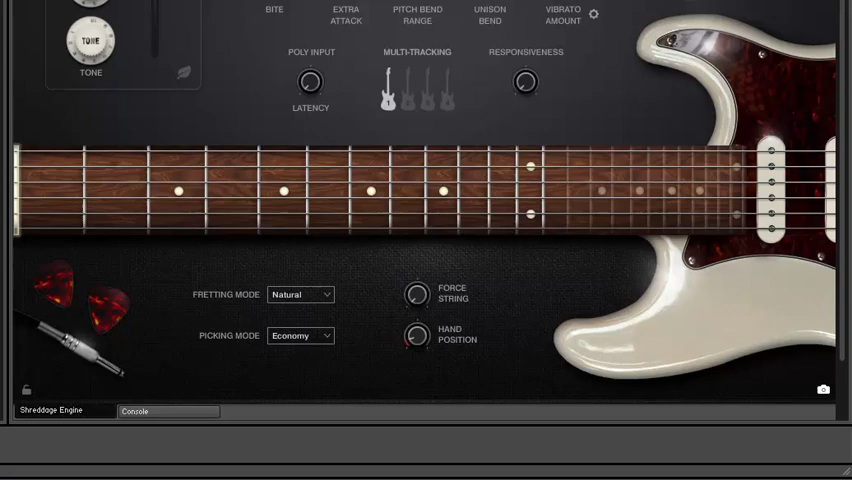 BITE
EXTRA
ATTACK
PITCH BEND
RANGE
UNISON
BEND
VIBRATO
AMOUNT
TONE
TONE
POLY INPUT
MULTI-TRACKING
RESPONSIVENESS
1
LATENCY
FRETTING MODE
Natural
FORCE
STRING
PICKING MODE
Economy
HAND
POSITION
Shreddage Engine
Console